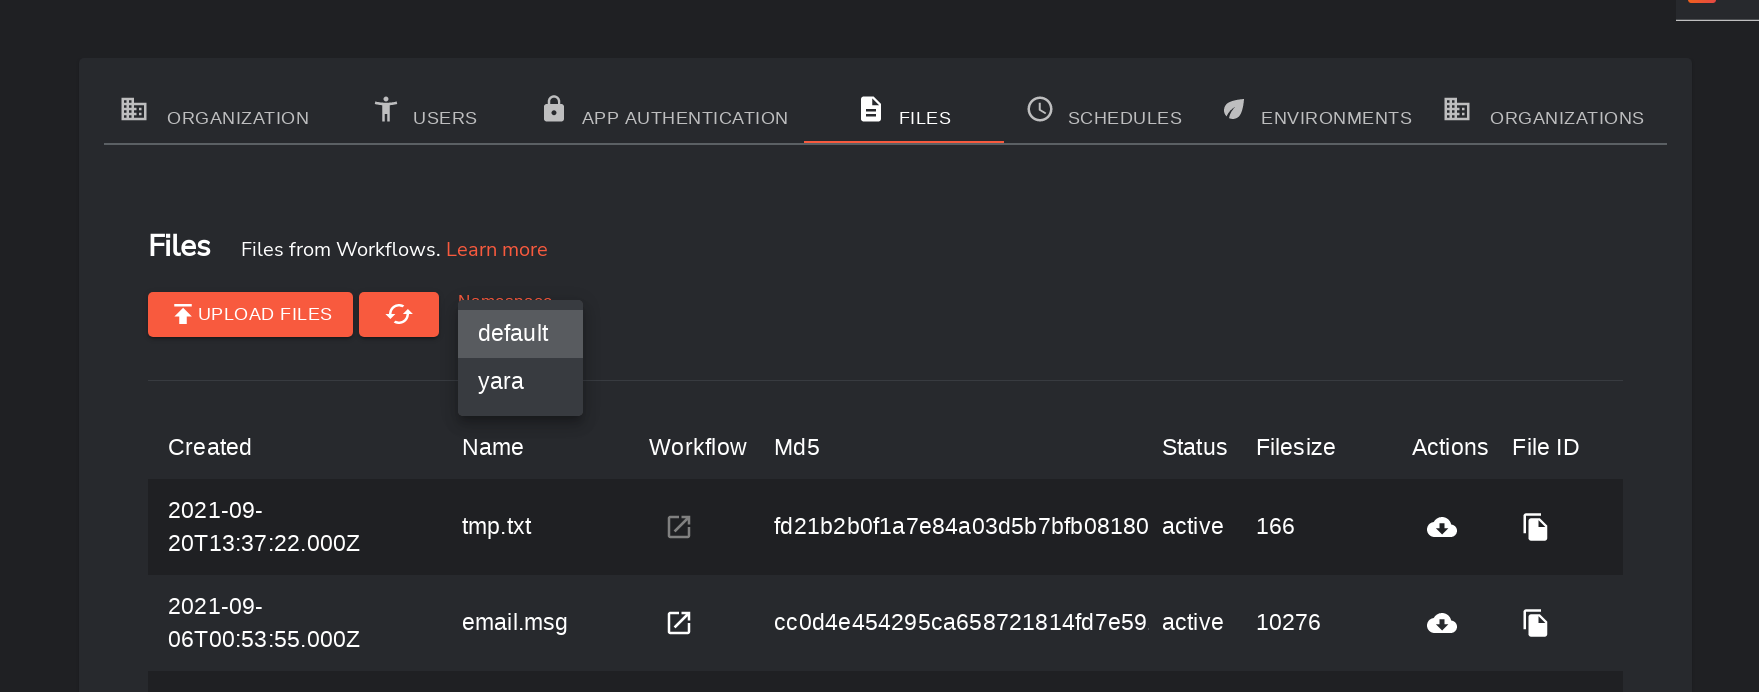 ORGANIZATION USERS APP AUTHENTICATION FILES SCHEDULES ENVIRONMENTS ORGANIZATIONS
Files Files from Workflows. Learn more
UPLOAD FILES Namespace
default
yara
Created Name Workflow Md5 Status Filesize Actions File ID
2021-09-
20T13:37:22.000Z tmp.txt fd21b2b0f1a7e84a03d5b7bfb08180 active 166
2021-09-
06T00:53:55.000Z email.msg cc0d4e454295ca658721814fd7e59 active 10276